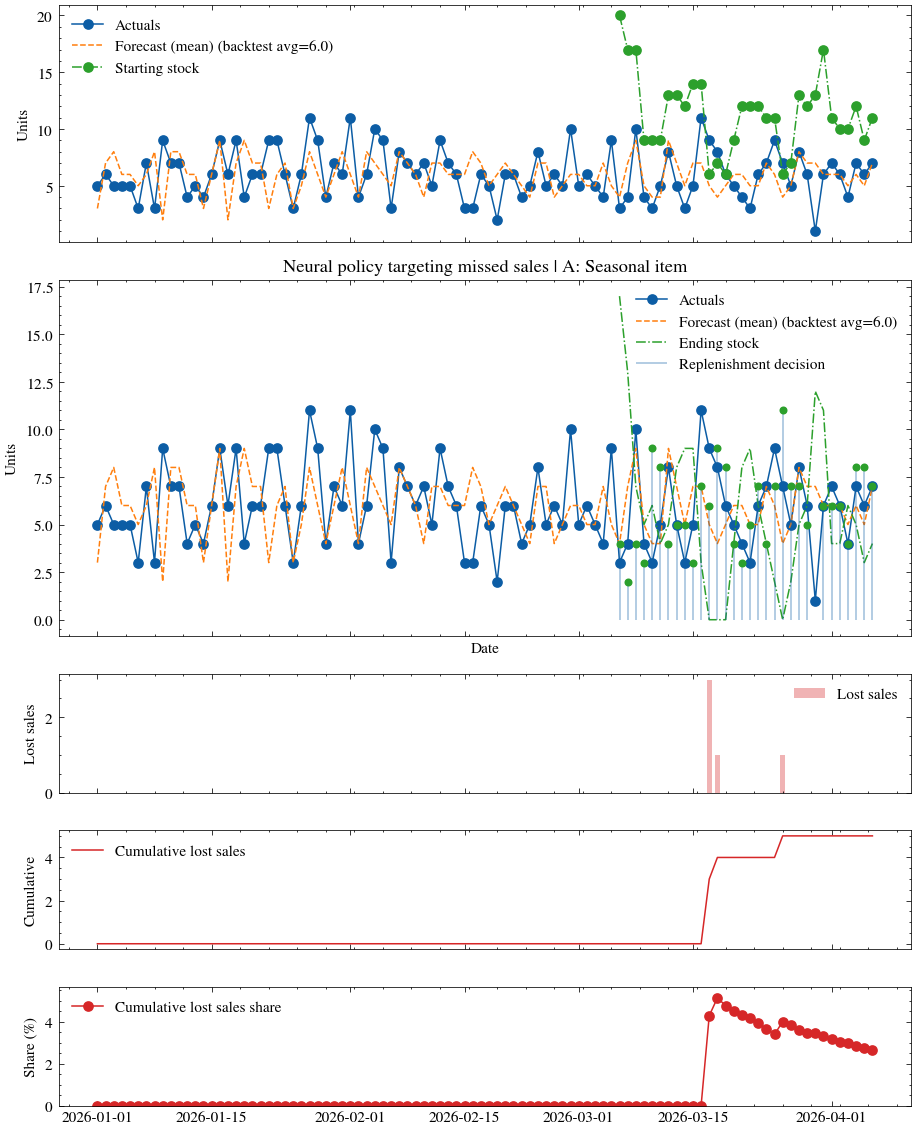 20
15
10
5
Units
Actuals
Forecast (mean) (backtest avg=6.0)
Starting stock
Neural policy targeting missed sales | A: Seasonal item
17.5
15.0
12.5
10.0
7.5
5.0
2.5
0.0
Units
Actuals
Forecast (mean) (backtest avg=6.0)
Ending stock
Replenishment decision
Date
2
0
Lost sales
Lost sales
4
2
0
Cumulative
Cumulative lost sales
4
2
0
Share (%)
Cumulative lost sales share
2026-01-01
2026-01-15
2026-02-01
2026-02-15
2026-03-01
2026-03-15
2026-04-01